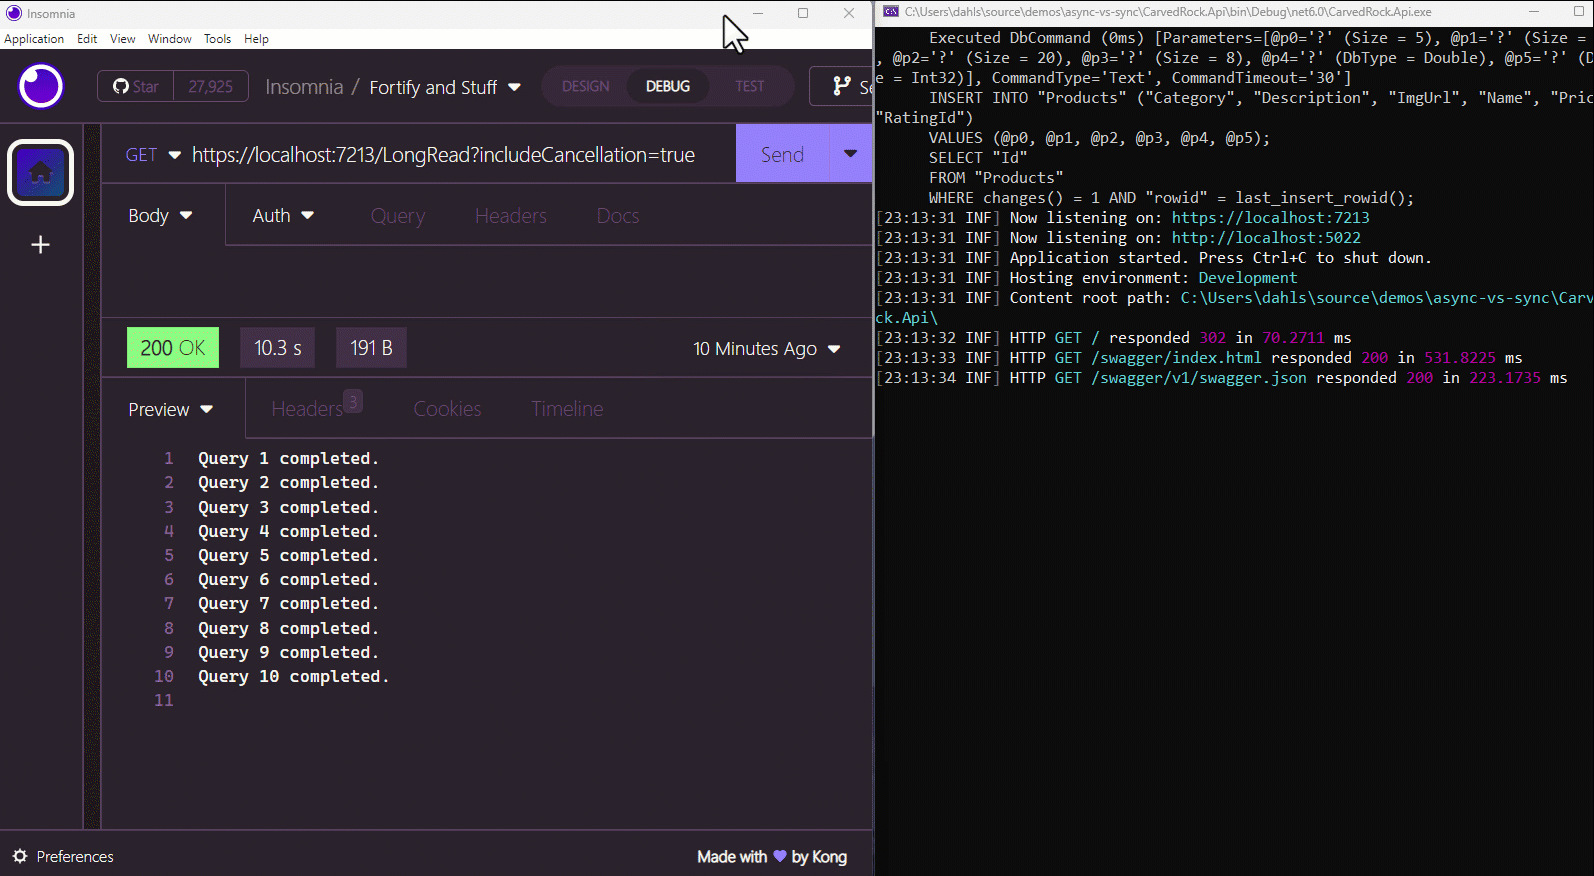 Insomnia
Application Edit View Window Tools Help
Star 27,925 Insomnia / Fortify and Stuff DESIGN DEBUG TEST Se
GET https://localhost:7213/LongRead?includeCancellation=true Send
Body Auth Query Headers Docs
200 OK 10.3 s 191 B 10 Minutes Ago
Preview Headers 3 Cookies Timeline
1 Query 1 completed.
2 Query 2 completed.
3 Query 3 completed.
4 Query 4 completed.
5 Query 5 completed.
6 Query 6 completed.
7 Query 7 completed.
8 Query 8 completed.
9 Query 9 completed.
10 Query 10 completed.
11
Preferences Made with by Kong
C:\Users\dahls\source\demos\async-vs-sync\CarvedRock.Api\bin\Debug\net6.0\CarvedRock.Api.exe
Executed DbCommand (0ms) [Parameters=[@p0='?' (Size = 5), @p1='?' (Size =
, @p2='?' (Size = 20), @p3='?' (Size = 8), @p4='?' (DbType = Double), @p5='?' (D
e = Int32)], CommandType='Text', CommandTimeout='30']
INSERT INTO "Products" ("Category", "Description", "ImgUrl", "Name", "Pric
"RatingId")
VALUES (@p0, @p1, @p2, @p3, @p4, @p5);
SELECT "Id"
FROM "Products"
WHERE changes() = 1 AND "rowid" = last_insert_rowid();
[23:13:31 INF] Now listening on: https://localhost:7213
[23:13:31 INF] Now listening on: http://localhost:5022
[23:13:31 INF] Application started. Press Ctrl+C to shut down.
[23:13:31 INF] Hosting environment: Development
[23:13:31 INF] Content root path: C:\Users\dahls\source\demos\async-vs-sync\Carv
ck.Api\
[23:13:32 INF] HTTP GET / responded 302 in 70.2711 ms
[23:13:33 INF] HTTP GET /swagger/index.html responded 200 in 531.8225 ms
[23:13:34 INF] HTTP GET /swagger/v1/swagger.json responded 200 in 223.1735 ms